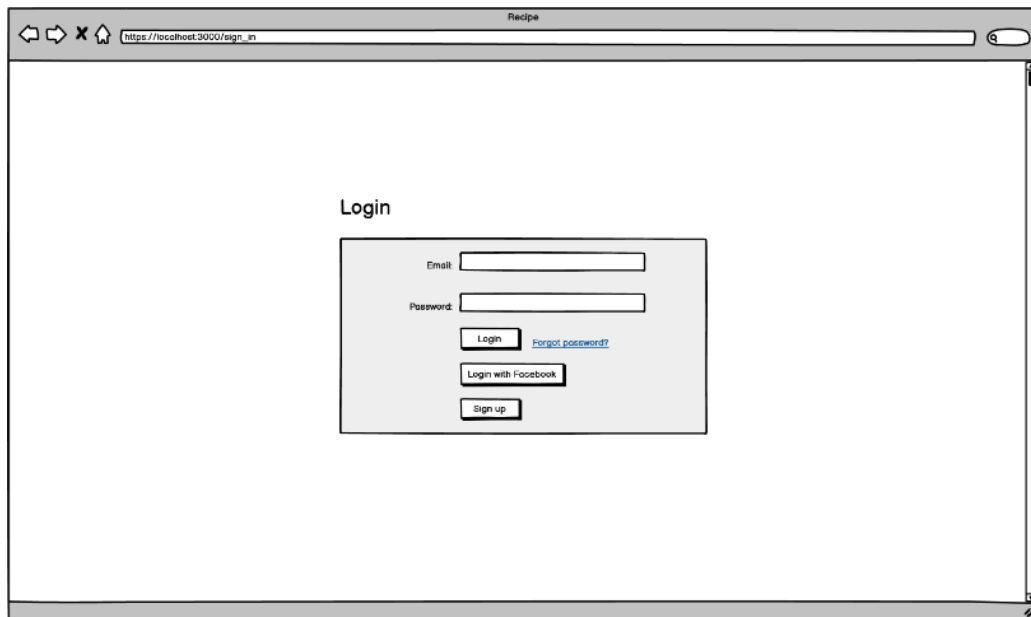 Recipe
https://localhost:3000/sign_in
Login
Email:
Password:
Login Forgot password?
Login with Facebook
Sign up